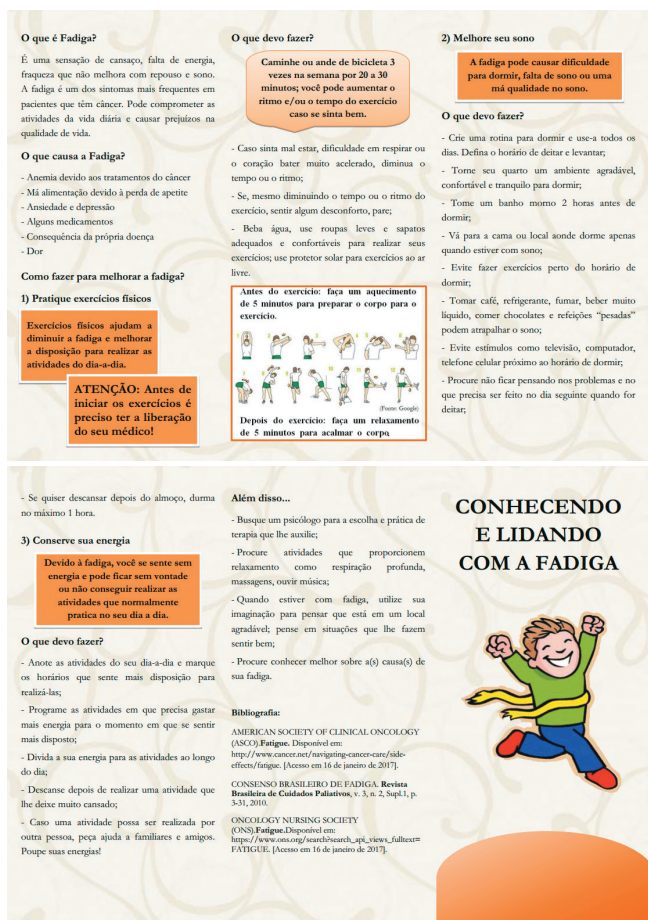 O que é Fadiga?
É uma sensação de cansaço, falta de energia,
fraqueza que não melhora com repouso e sono.
A fadiga é um dos sintomas mais frequentes em
pacientes que têm câncer. Pode comprometer as
atividades da vida diária e causar prejuízos na
qualidade de vida.
O que causa a Fadiga?
- Anemia devido aos tratamentos do câncer
- Má alimentação devido à perda de apetite
- Ansiedade e depressão
- Alguns medicamentos
- Consequência da própria doença
- Dor
Como fazer para melhorar a fadiga?
1) Pratique exercícios físicos
Exercícios físicos ajudam a
diminuir a fadiga e melhorar
a disposição para realizar as
atividades do dia-a-dia.
ATENÇÃO: Antes de
iniciar os exercícios é
preciso ter a liberação
do seu médico!
O que devo fazer?
Caminhe ou ande de bicicleta 3
vezes na semana por 20 a 30
minutos; você pode aumentar o
ritmo e/ou o tempo do exercício
caso se sinta bem.
- Caso sinta mal estar, dificuldade em respirar ou
o coração bater muito acelerado, diminua o
tempo ou o ritmo;
- Se, mesmo diminuindo o tempo ou o ritmo do
exercício, sentir algum desconforto, pare;
- Beba água, use roupas leves e sapatos
adequados e confortáveis para realizar seus
exercícios; use protetor solar para exercícios ao ar
livre.
Antes do exercício: faça um aquecimento
de 5 minutos para preparar o corpo para o
exercício.
(Fonte: Google)
Depois do exercício: faça um relaxamento
de 5 minutos para acalmar o corpo.
2) Melhore seu sono
A fadiga pode causar dificuldade
para dormir, falta de sono ou uma
má qualidade no sono.
O que devo fazer?
- Crie uma rotina para dormir e use-a todos os
dias. Defina o horário de deitar e levantar;
- Torne seu quarto um ambiente agradável,
confortável e tranquilo para dormir;
- Tome um banho morno 2 horas antes de
dormir;
- Vá para a cama ou local aonde dorme apenas
quando estiver com sono;
- Evite fazer exercícios perto do horário de
dormir;
- Tomar café, refrigerante, fumar, beber muito
líquido, comer chocolates e refeições “pesadas”
podem atrapalhar o sono;
- Evite estímulos como televisão, computador,
telefone celular próximo ao horário de dormir;
- Procure não ficar pensando nos problemas e no
que precisa ser feito no dia seguinte quando for
deitar;
- Se quiser descansar depois do almoço, durma
no máximo 1 hora.
3) Conserve sua energia
Devido à fadiga, você se sente sem
energia e pode ficar sem vontade
ou não conseguir realizar as
atividades que normalmente
pratica no seu dia a dia.
O que devo fazer?
- Anote as atividades do seu dia-a-dia e marque
os horários que sente mais disposição para
realizá-las;
- Programe as atividades em que precisa gastar
mais energia para o momento em que se sentir
mais disposto;
- Divida a sua energia para as atividades ao longo
do dia;
- Descanse depois de realizar uma atividade que
lhe deixe muito cansado;
- Caso uma atividade possa ser realizada por
outra pessoa, peça ajuda a familiares e amigos.
Poupe suas energias!
Além disso...
- Busque um psicólogo para a escolha e prática de
terapia que lhe auxilie;
- Procure atividades que proporcionem
relaxamento como respiração profunda,
massagens, ouvir música;
- Quando estiver com fadiga, utilize sua
imaginação para pensar que está em um local
agradável; pense em situações que lhe fazem
sentir bem;
- Procure conhecer melhor sobre a(s) causa(s) de
sua fadiga.
Bibliografia:
AMERICAN SOCIETY OF CLINICAL ONCOLOGY
(ASCO).Fatigue. Disponível em:
http://www.cancer.net/navigating-cancer-care/side-
effects/fatigue. [Acesso em 16 de janeiro de 2017].
CONSENSO BRASILEIRO DE FADIGA. Revista
Brasileira de Cuidados Paliativos, v. 3, n. 2, Supl.1, p.
3-31, 2010.
ONCOLOGY NURSING SOCIETY
(ONS).Fatigue.Disponível em:
https://www.ons.org/search?search_api_views_fulltext=
FATIGUE. [Acesso em 16 de janeiro de 2017].
CONHECENDO
E LIDANDO
COM A FADIGA